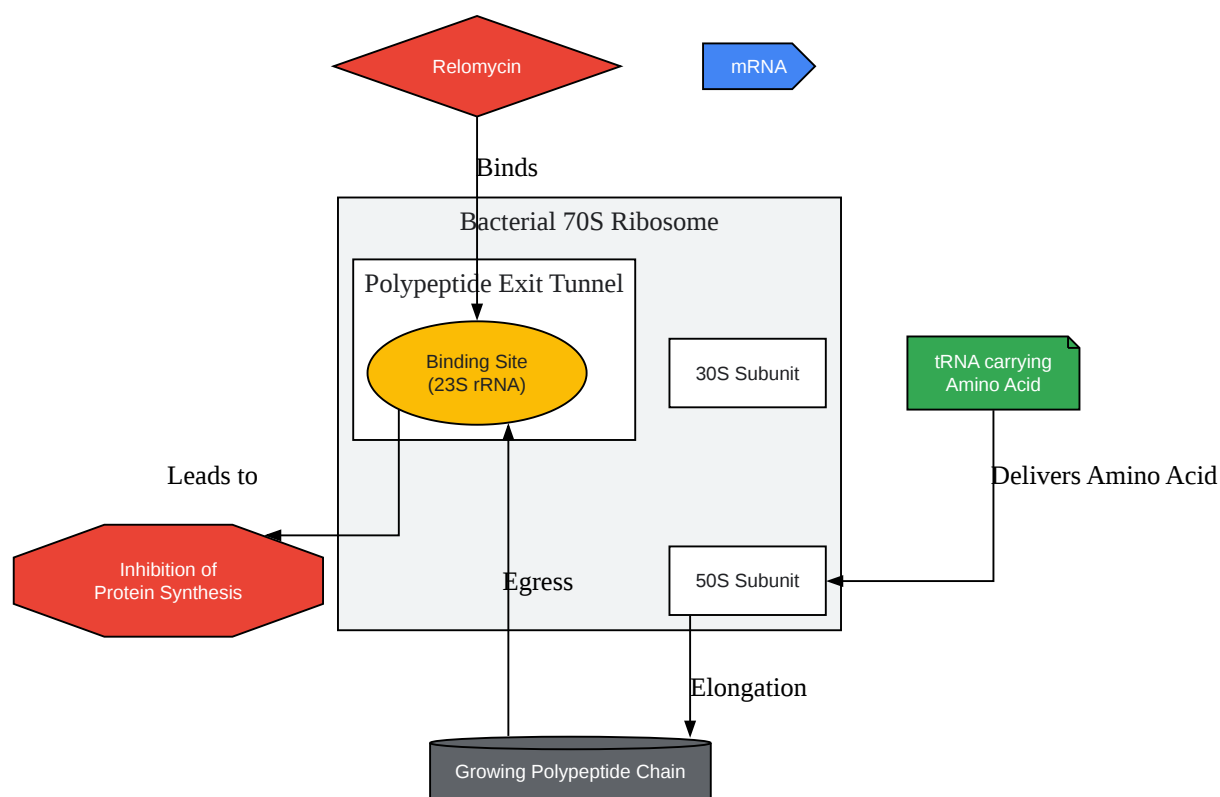 Relomycin
mRNA
Binds
Bacterial 70S Ribosome
Polypeptide Exit Tunnel
Binding Site
(23S rRNA)
30S Subunit
tRNA carrying
Amino Acid
Leads to
Delivers Amino Acid
Inhibition of
Protein Synthesis
Egress
50S Subunit
Elongation
Growing Polypeptide Chain